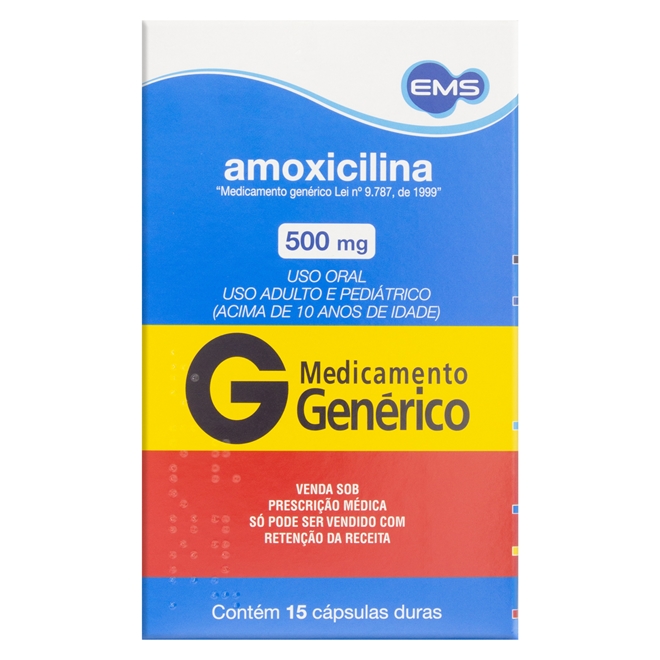 EMS
amoxicilina
"Medicamento genérico Lei nº 9.787, de 1999"
500 mg
USO ORAL
USO ADULTO E PEDIÁTRICO
(ACIMA DE 10 ANOS DE IDADE)
G Medicamento
Genérico
VENDA SOB
PRESCRIÇÃO MÉDICA
SÓ PODE SER VENDIDO COM
RETENÇÃO DA RECEITA
Contém 15 cápsulas duras